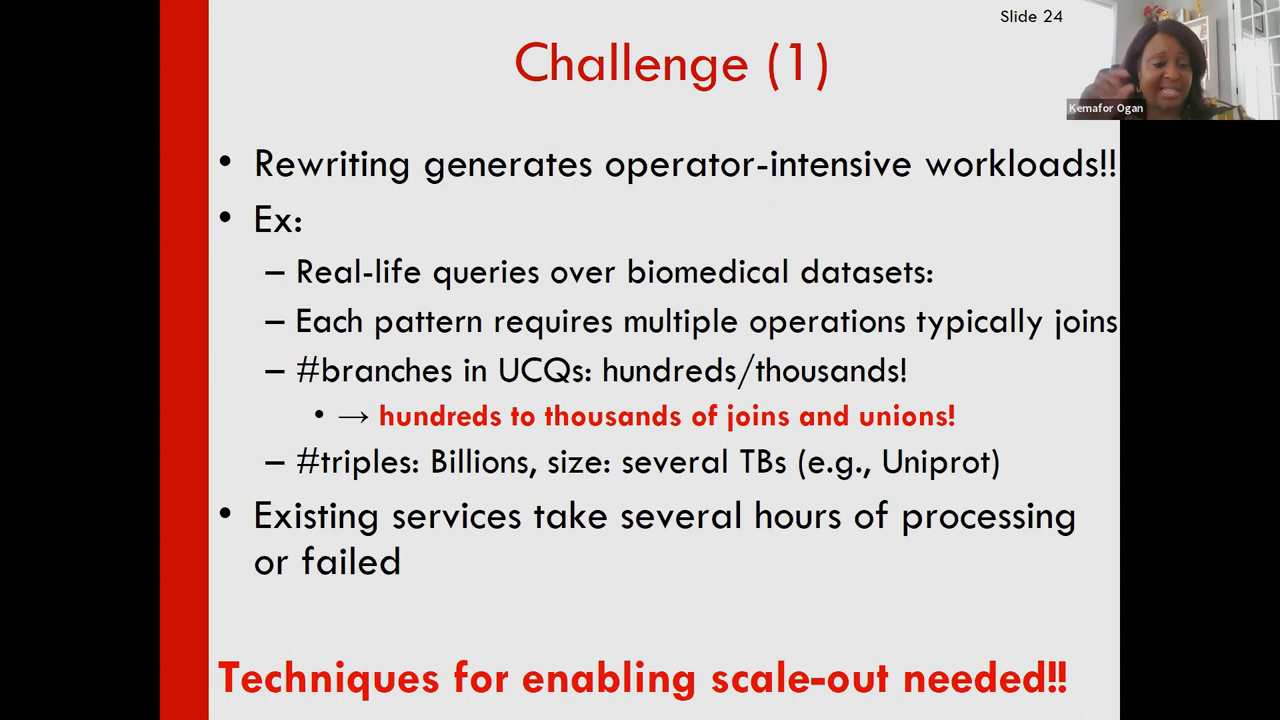 Slide 24
Challenge (1)
Kemafor Ogan
• Rewriting generates operator-intensive workloads!!
• Ex:
– Real-life queries over biomedical datasets:
– Each pattern requires multiple operations typically joins
– #branches in UCQs: hundreds/thousands!
• → hundreds to thousands of joins and unions!
– #triples: Billions, size: several TBs (e.g., Uniprot)
• Existing services take several hours of processing
or failed
Techniques for enabling scale-out needed!!